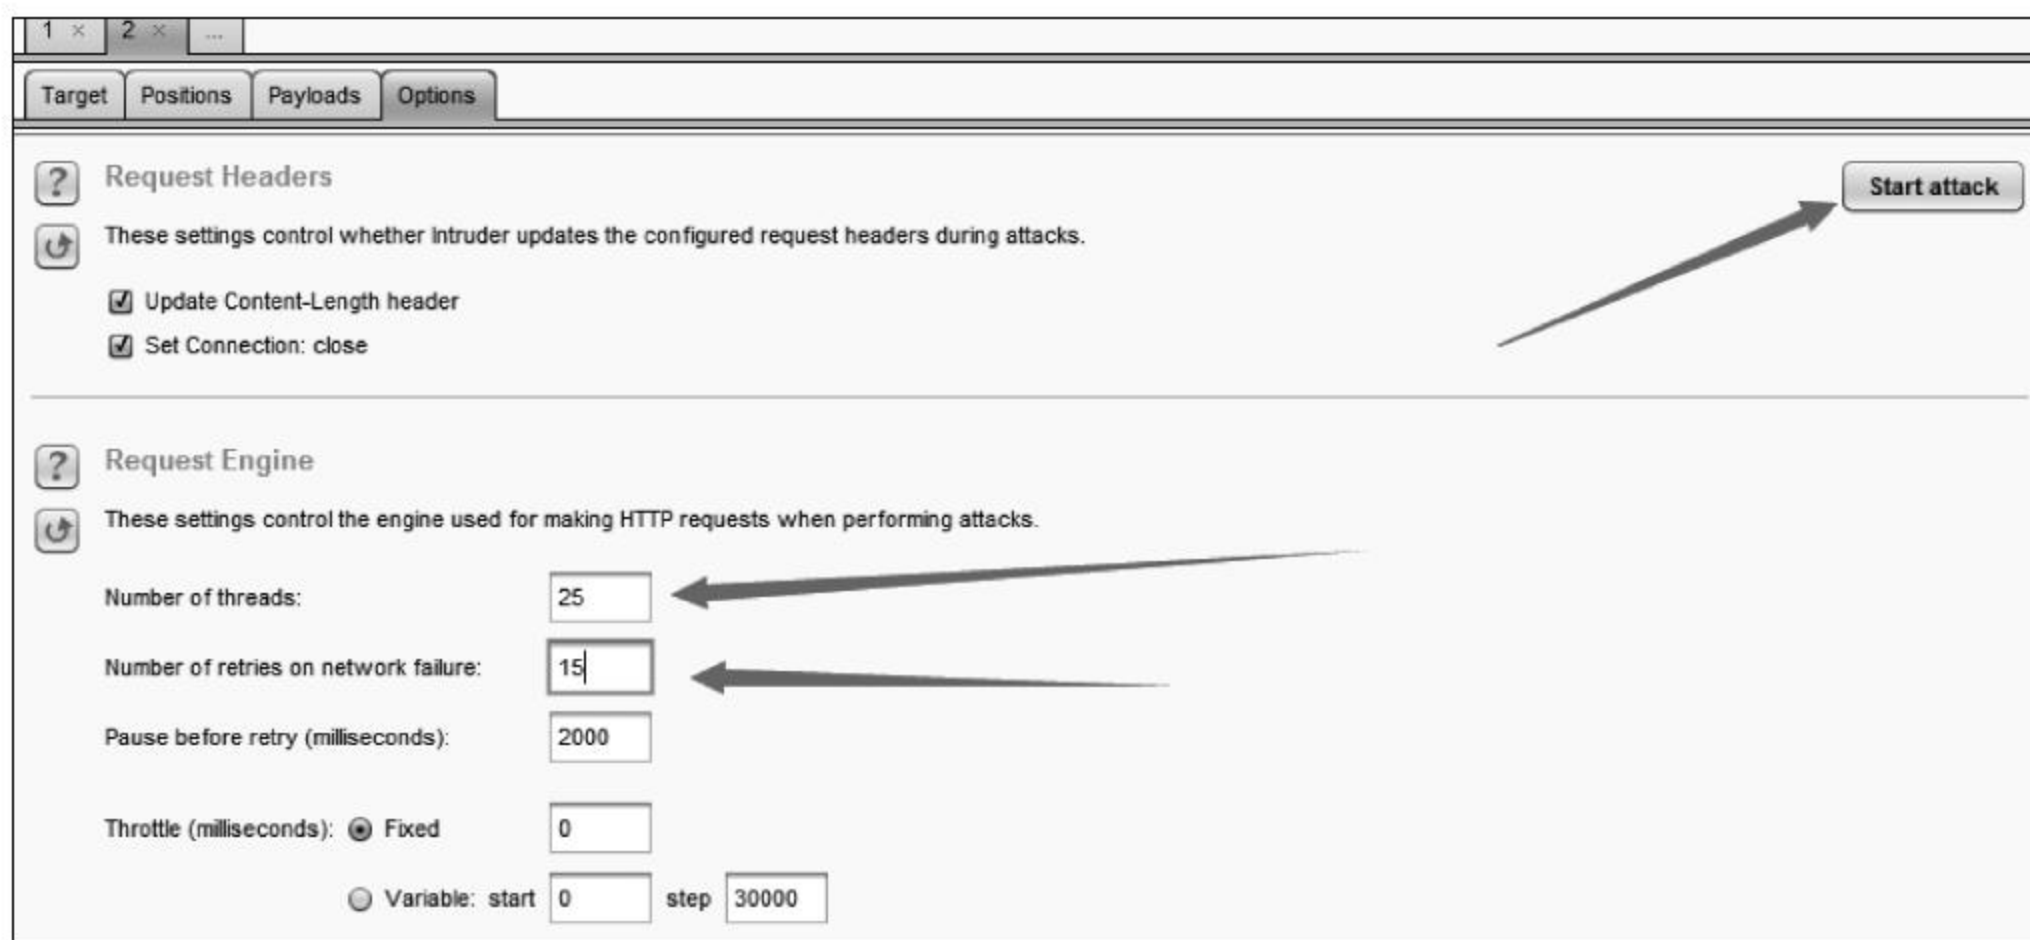 1 × 2 × ...
Target Positions Payloads Options
? Request Headers
Start attack
These settings control whether Intruder updates the configured request headers during attacks.
Update Content-Length header
Set Connection: close
? Request Engine
These settings control the engine used for making HTTP requests when performing attacks.
Number of threads: 25
Number of retries on network failure: 15
Pause before retry (milliseconds): 2000
Throttle (milliseconds): Fixed 0
Variable: start 0 step 30000